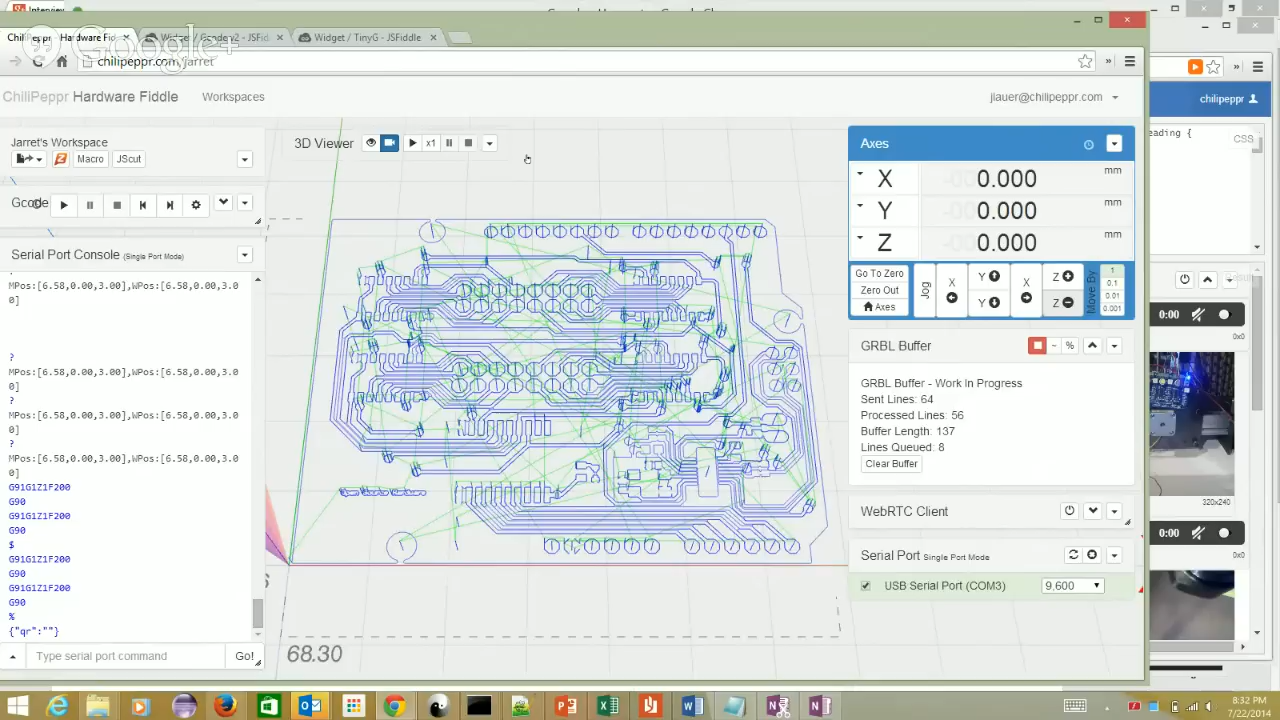 Google+
Widget / TinyG - JSFiddle
chilipeppr.com/jarret
ChiliPeppr Hardware Fiddle
Workspaces
jlauer@chilipeppr.com
chilipeppr
CSS
Jarret's Workspace
Macro
JScut
3D Viewer
x1
Axes
X
0.000
mm
Y
0.000
mm
Z
0.000
mm
Go To Zero
Zero Out
Axes
Jog
X
Y
Y
X
Z
Z
Move By
1
0.1
0.01
0.001
Serial Port Console (Single Port Mode)
MPos:[6.58,0.00,3.00],WPos:[6.58,0.00,3.0
0]
?
MPos:[6.58,0.00,3.00],WPos:[6.58,0.00,3.0
0]
?
MPos:[6.58,0.00,3.00],WPos:[6.58,0.00,3.0
0]
?
MPos:[6.58,0.00,3.00],WPos:[6.58,0.00,3.0
0]
G91G1Z1F200
G90
G91G1Z1F200
G90
$
G91G1Z1F200
G90
G91G1Z1F200
G90
%
{"qr":""}
Type serial port command
Go!
68.30
GRBL Buffer
~
%
GRBL Buffer - Work In Progress
Sent Lines: 64
Processed Lines: 56
Buffer Length: 137
Lines Queued: 8
Clear Buffer
WebRTC Client
Serial Port Single Port Mode
USB Serial Port (COM3)
9,600
0:00
0x0
320x240
0:00
0x0
8:32 PM
7/22/2014